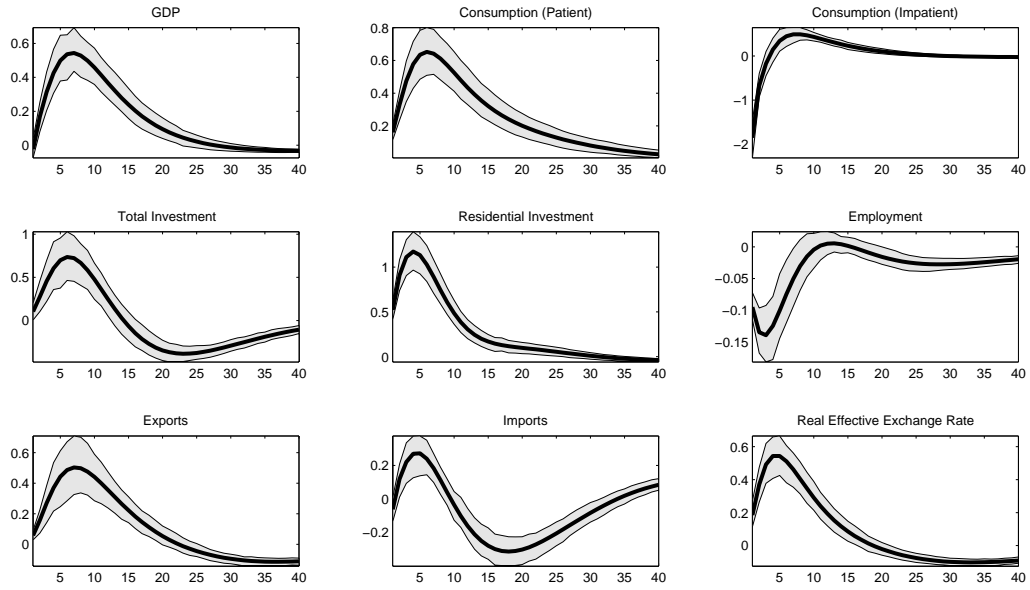 GDP
Consumption (Patient)
Consumption (Impatient)
0.6
0.4
0.2
0
5 10 15 20 25 30 35 40
0.8
0.6
0.4
0.2
5 10 15 20 25 30 35 40
0
−1
−2
5 10 15 20 25 30 35 40
Total Investment
Residential Investment
Employment
1
0.5
0
5 10 15 20 25 30 35 40
1
0.5
0
5 10 15 20 25 30 35 40
0
−0.05
−0.1
−0.15
5 10 15 20 25 30 35 40
Exports
Imports
Real Effective Exchange Rate
0.6
0.4
0.2
0
5 10 15 20 25 30 35 40
0.2
0
−0.2
5 10 15 20 25 30 35 40
0.6
0.4
0.2
0
5 10 15 20 25 30 35 40